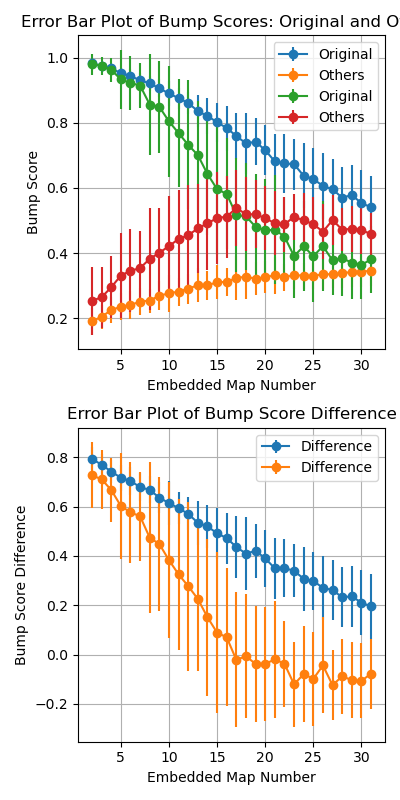 Error Bar Plot of Bump Scores: Original and O
1.0
0.8
0.6
0.4
0.2
Bump Score
Original
Others
Original
Others
5 10 15 20 25 30
Embedded Map Number
Error Bar Plot of Bump Score Difference
0.8
0.6
0.4
0.2
0.0
−0.2
Bump Score Difference
Difference
Difference
5 10 15 20 25 30
Embedded Map Number